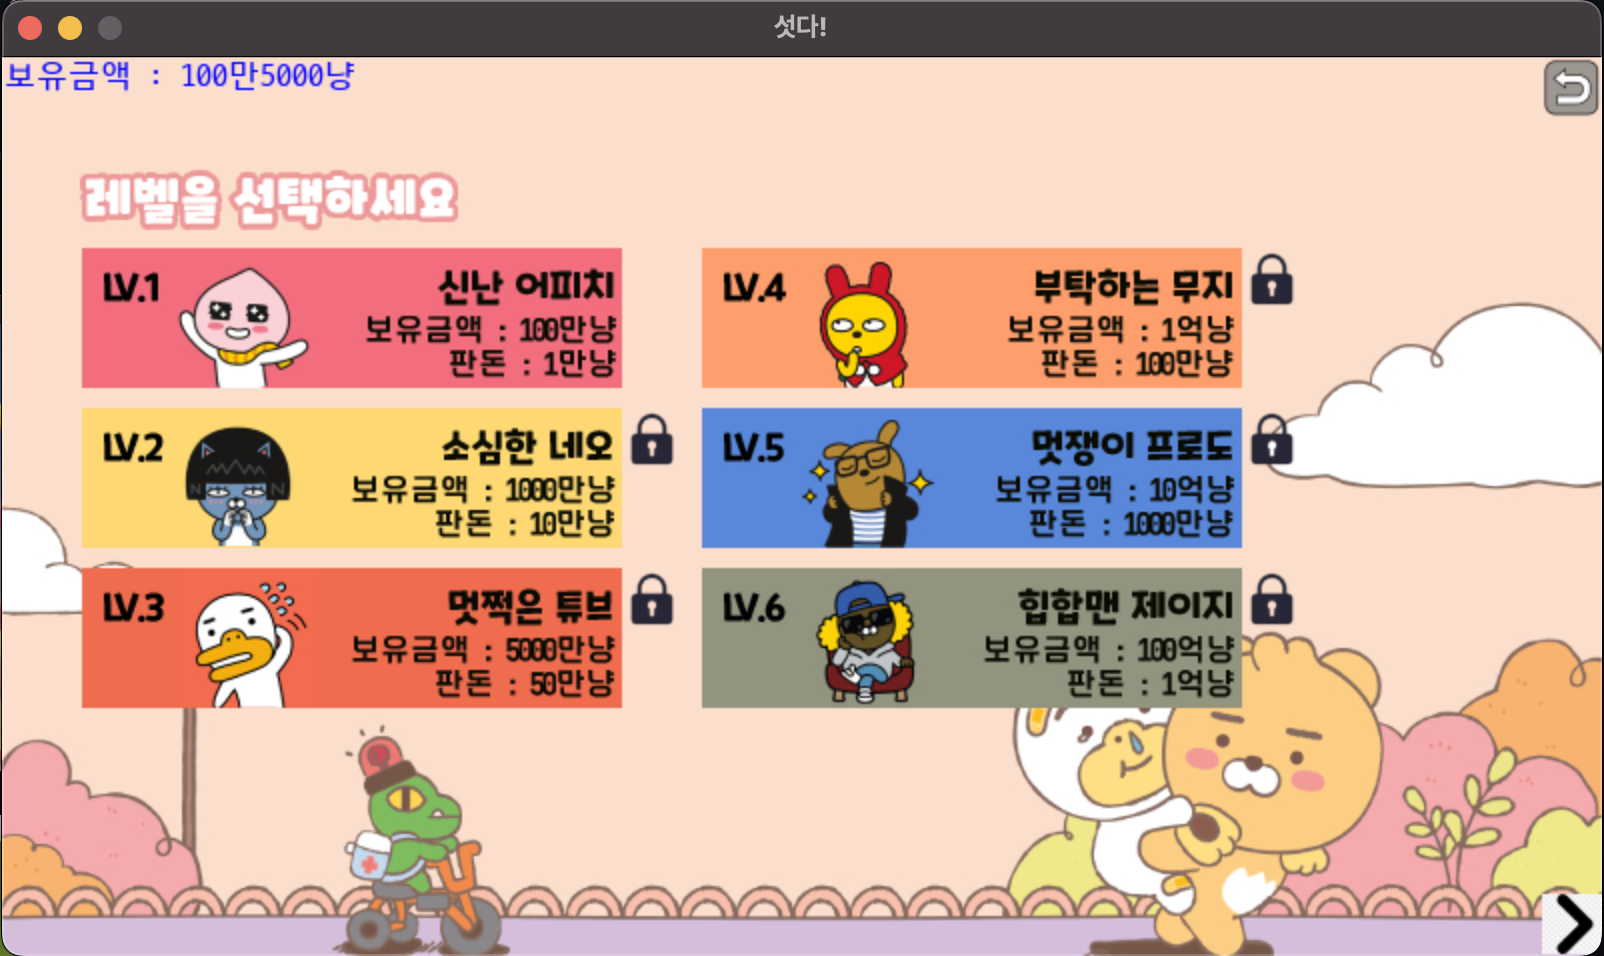 섯다!
보유금액 : 100만5000냥
레벨을 선택하세요
LV.1
신난 어피치
보유금액 : 100만냥
판돈 : 1만냥
LV.2
소심한 네오
보유금액 : 1000만냥
판돈 : 10만냥
LV.3
멋쩍은 튜브
보유금액 : 5000만냥
판돈 : 50만냥
LV.4
부탁하는 무지
보유금액 : 1억냥
판돈 : 100만냥
LV.5
멋쟁이 프로도
보유금액 : 10억냥
판돈 : 1000만냥
LV.6
힙합맨 제이지
보유금액 : 100억냥
판돈 : 1억냥